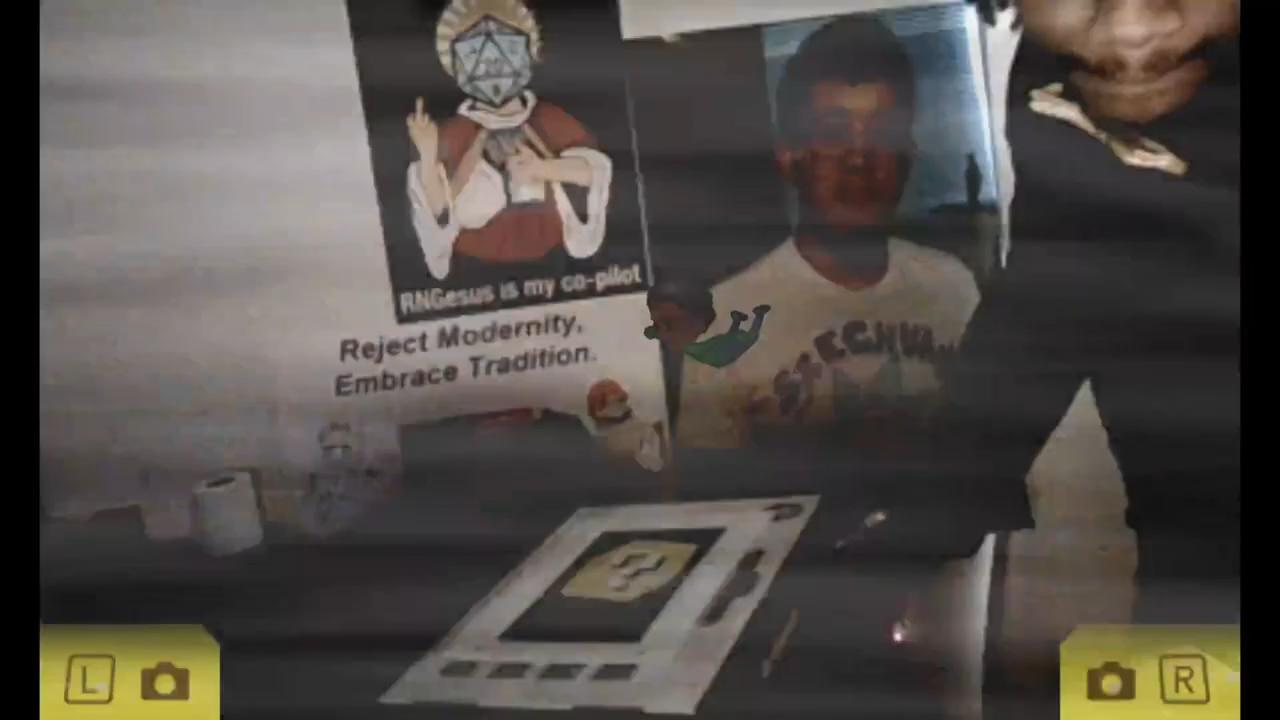 RNGesus is my co-pilot
Reject Modernity,
Embrace Tradition.
?
L
R